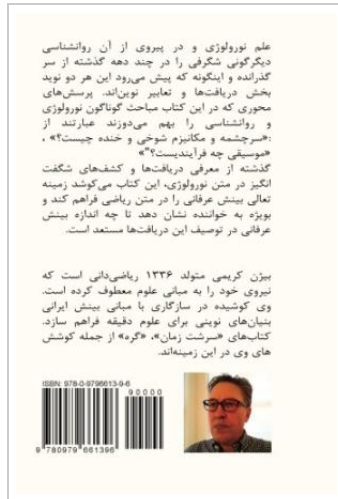 علم نورولوژی و در پیروی از آن روانشناسی
دیگرگونی شگرفی را در چند دهه گذشته از سر
گذرانده و اینگونه که پیش می‌رود این هر دو نوید
بخش دریافت‌ها و تعابیر نوین‌اند. پرسش‌های
محوری که در این کتاب مباحث گوناگون نورولوژی
و روانشناسی را بهم می‌دوزند عبارتند از
:«سرچشمه و مکانیزم شوخی و خنده چیست؟» ،
«موسیقی چه فرآیندیست؟"»
گذشته از معرفی دریافت‌ها و کشف‌های شگفت
انگیز در متن نورولوژی، این کتاب می‌کوشد زمینه
تعالی بینش عرفانی را در متن ریاضی فراهم کند و
بویژه به خواننده نشان دهد تا چه اندازه بینش
عرفانی در توصیف این دریافت‌ها مستعد است.
بیژن کریمی متولد ۱۳۳۶ ریاضی‌دانی است که
نیروی خود را به مبانی علوم معطوف کرده است.
وی کوشیده در سازگاری با مبانی بینش ایرانی
بنیان‌های نوینی برای علوم دقیقه فراهم سازد.
کتاب‌های «سرشت زمان»، «گره» از جمله کوشش
های وی در این زمینه‌اند.
ISBN: 978-0-9796613-9-6
90000
9 780979 661396